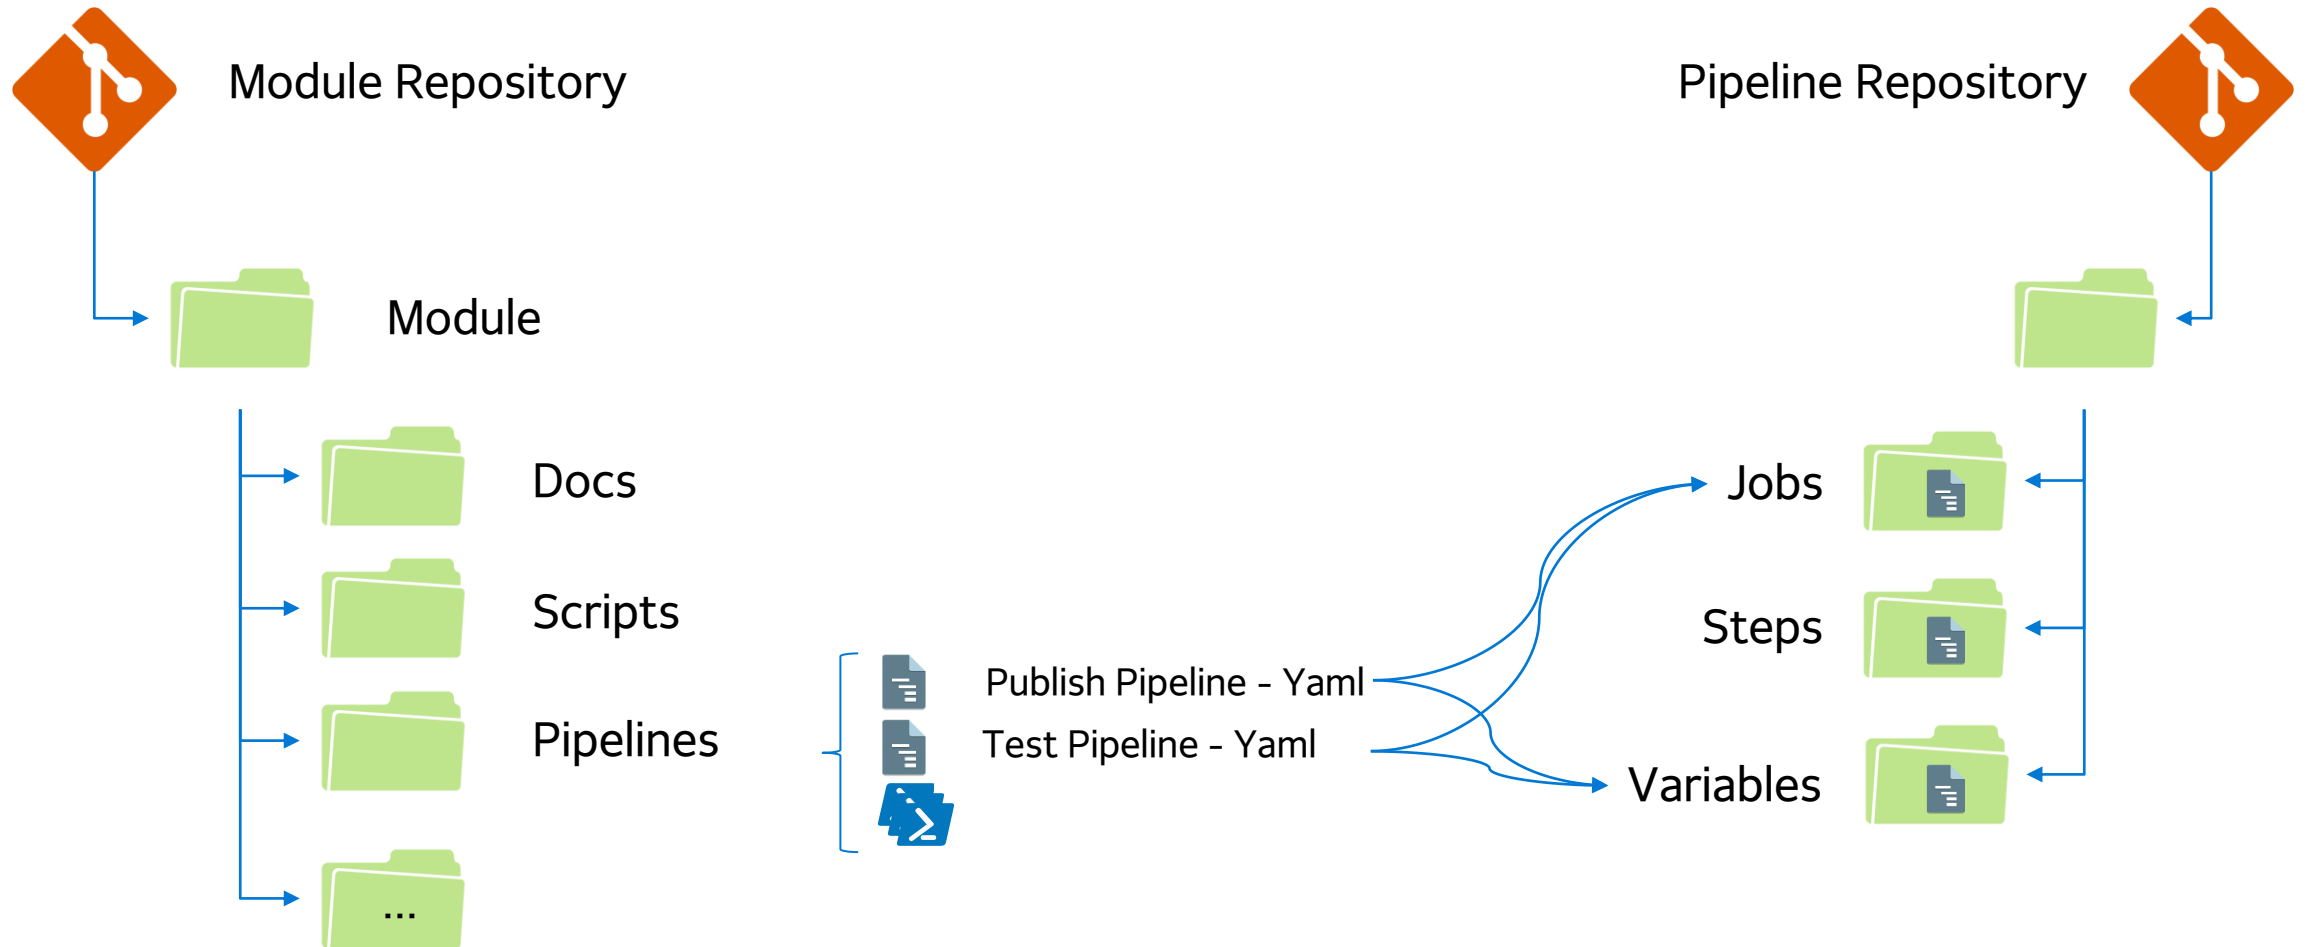 Module Repository
Pipeline Repository
Module
Docs
Jobs
Scripts
Steps
Publish Pipeline - Yaml
Pipelines
Test Pipeline - Yaml
Variables
...